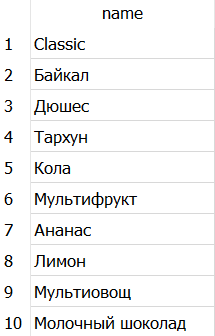 name
1 Classic
2 Байкал
3 Дюшес
4 Тархун
5 Кола
6 Мультифрукт
7 Ананас
8 Лимон
9 Мультиовощ
10 Молочный шоколад